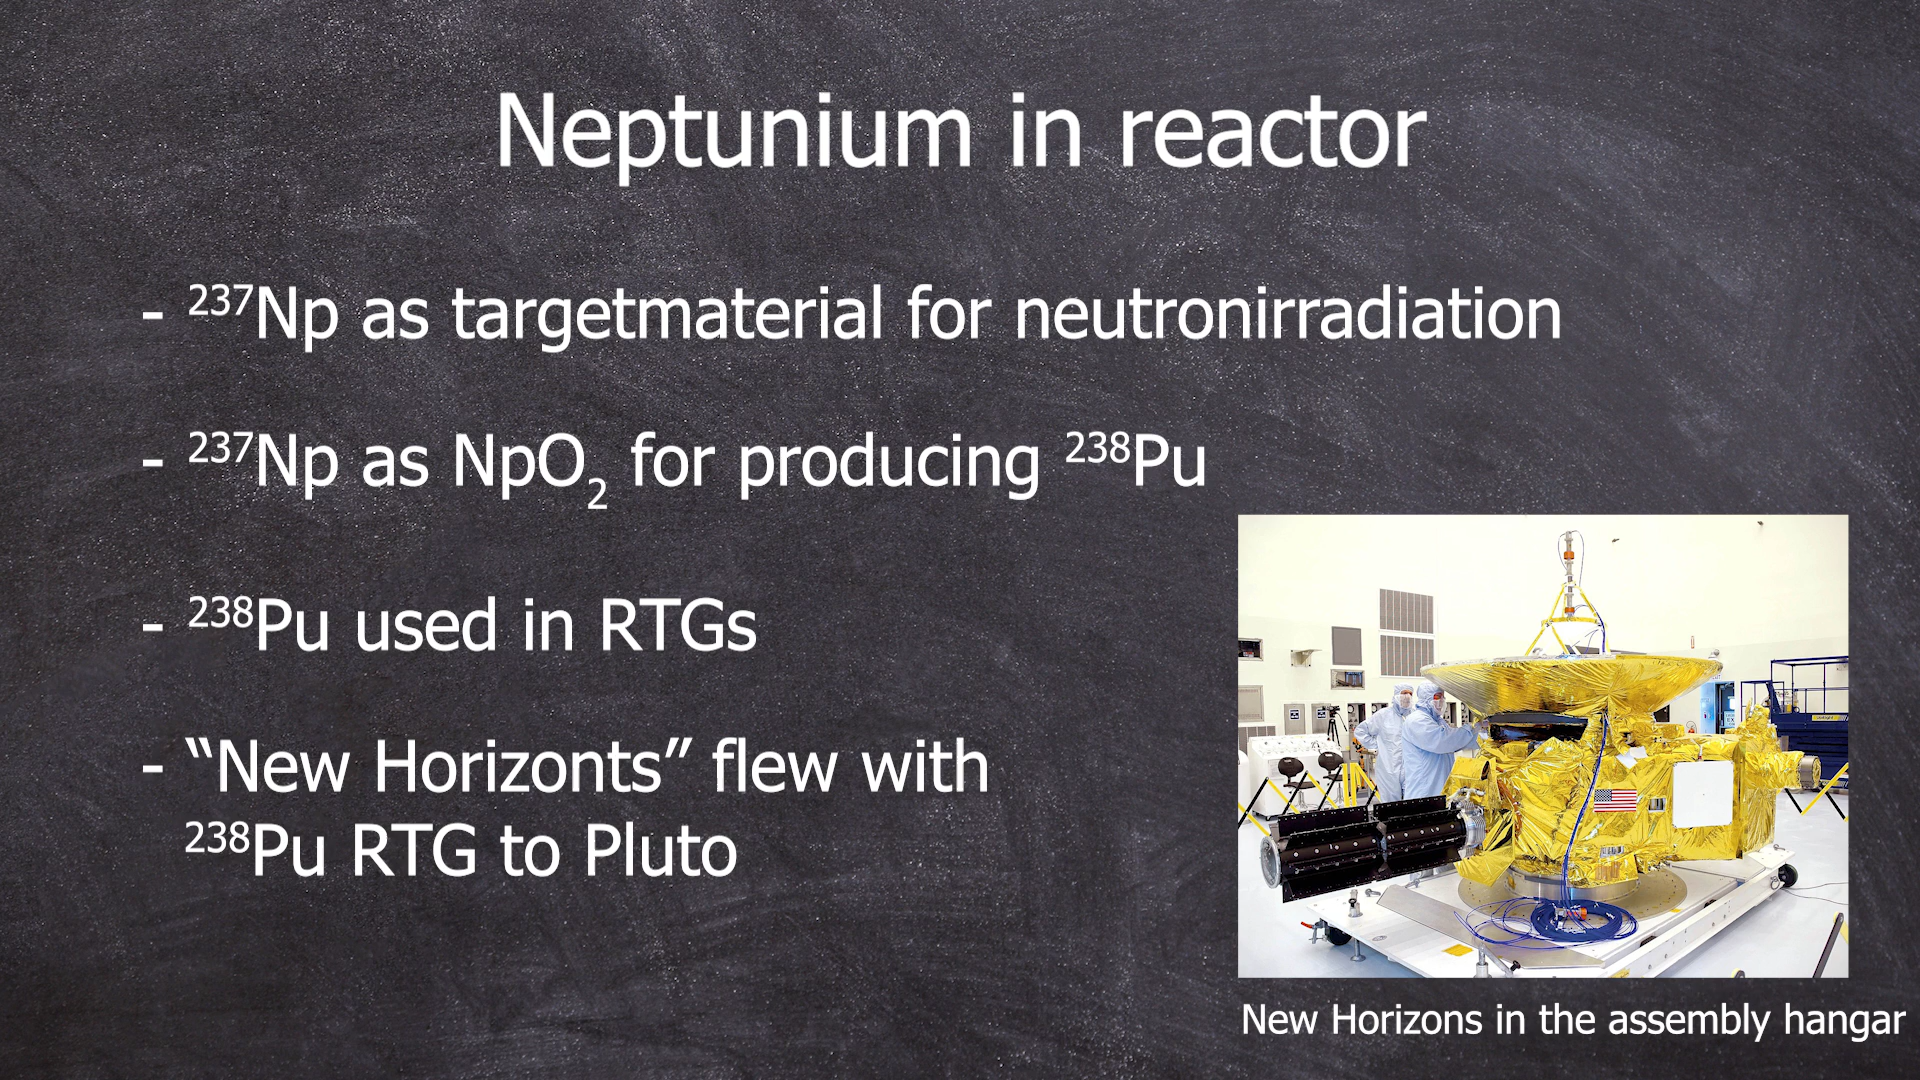 Neptunium in reactor
- ²³⁷Np as targetmaterial for neutronirradiation
- ²³⁷Np as NpO₂ for producing ²³⁸Pu
- ²³⁸Pu used in RTGs
- “New Horizonts” flew with
²³⁸Pu RTG to Pluto
New Horizons in the assembly hangar